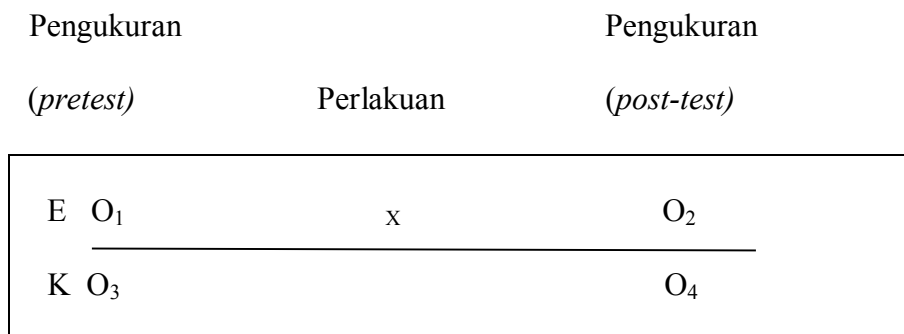 Pengukuran Pengukuran
(pretest) Perlakuan (post-test)
E O₁ X O₂
K O₃ O₄